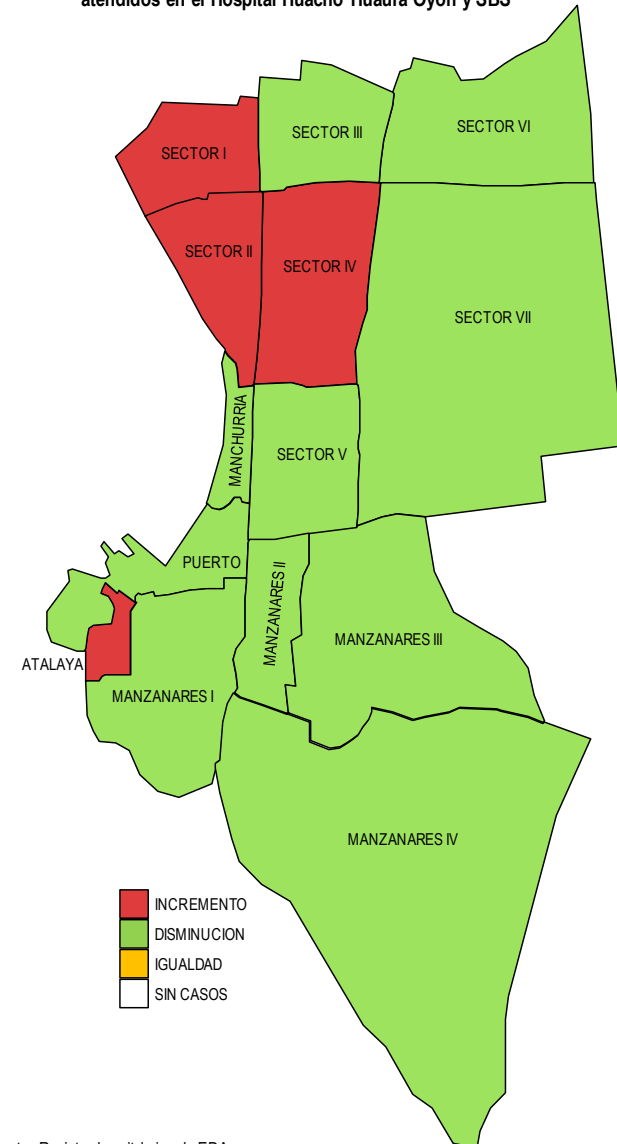 atendidos en el Hospital Huacho Huaura Oyon y SBS
SECTOR VI
SECTOR III
SECTOR I
SECTOR II
SECTOR IV
SECTOR VII
MANCHURRIA
SECTOR V
PUERTO
MANZANARES II
MANZANARES III
ATALAYA
MANZANARES I
MANZANARES IV
INCREMENTO
DISMINUCION
IGUALDAD
SIN CASOS